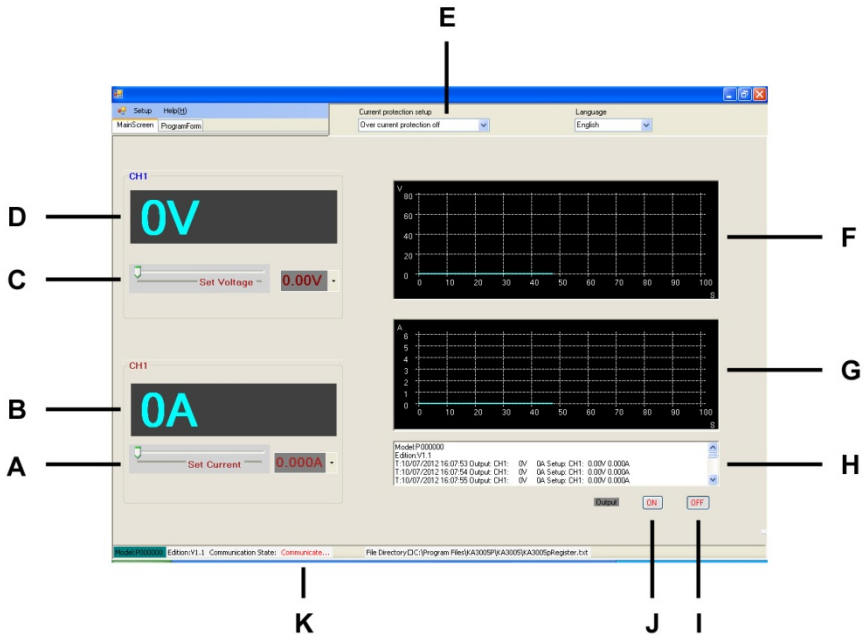 E
Setup Help(H)
Current protection setup
Language
MainScreen ProgramForm
Over current protection off
English
CH1
D
0V
C
Set Voltage
0.00V
V
80
60
40
20
0
0 10 20 30 40 50 60 70 80 90 100
S
F
CH1
B
0A
A
Set Current
0.000A
A
6
5
4
3
2
1
0
0 10 20 30 40 50 60 70 80 90 100
S
G
Model:P000000
Edition:V1.1
T:10/07/2012 16:07:53 Output: CH1: 0V 0A Setup: CH1: 0.00V 0.000A
T:10/07/2012 16:07:54 Output: CH1: 0V 0A Setup: CH1: 0.00V 0.000A
T:10/07/2012 16:07:55 Output: CH1: 0V 0A Setup: CH1: 0.00V 0.000A
H
Output ON OFF
Model:P000000 Edition:V1.1 Communication State: Communicate... File Directory□C:\Program Files\KA3005P\KA3005\KA3005pRegister.txt
K
J
I